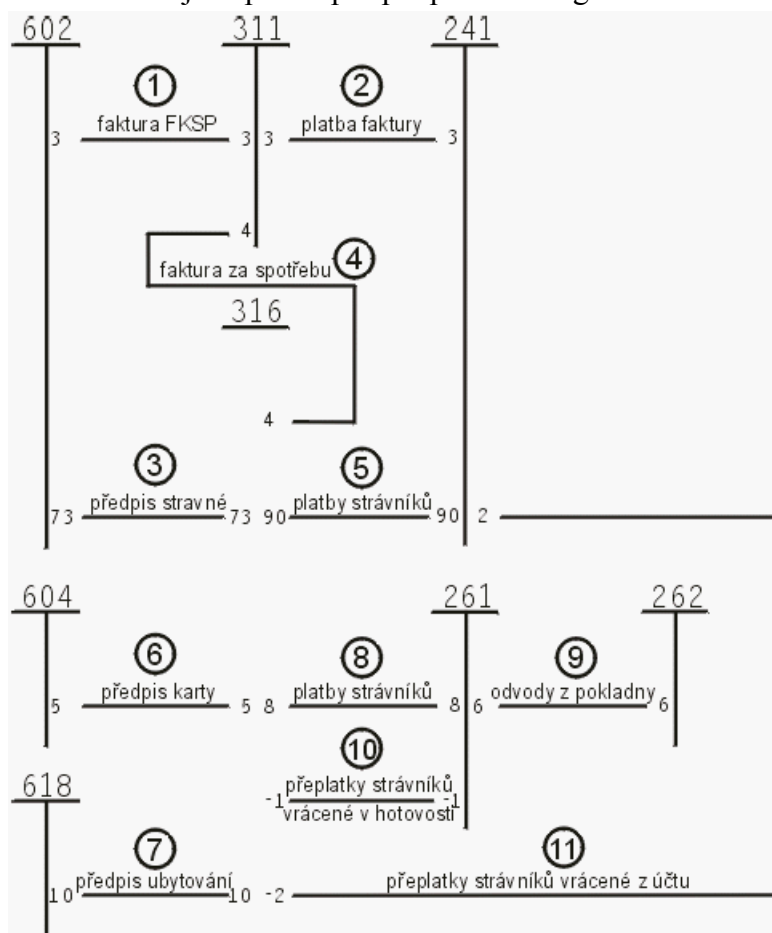 602 311 241
1 2
faktura FKSP platba faktury
3 3 3 3
4
4
faktura za spotřebu
316
4
3 5
předpis stravné platby strávníků
73 73 90 90 2
604 261 262
6 8 9
předpis karty platby strávníků odvody z pokladny
5 5 8 8 6 6
10
618
přeplatky strávníků
-1 -1
vrácené v hotovosti
7 11
předpis ubytování přeplatky strávníků vrácené z účtu
10 10 -2